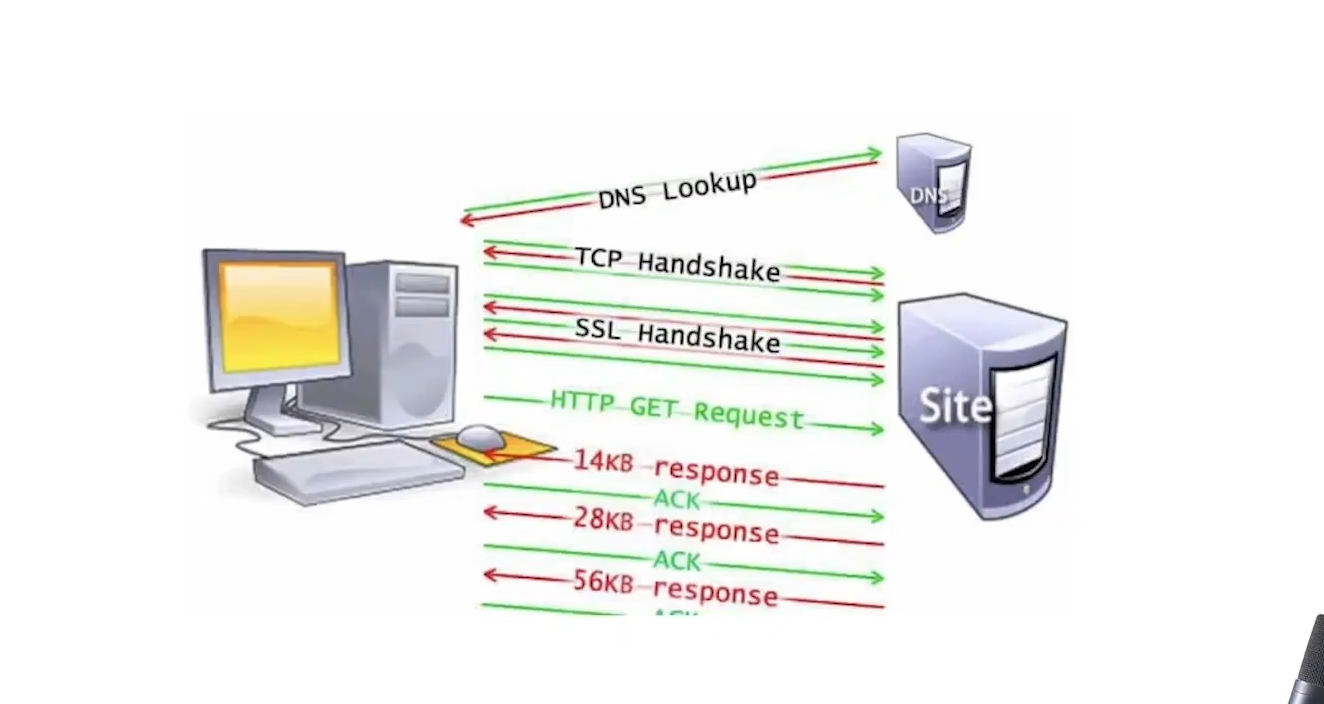 DNS Lookup
DNS
TCP Handshake
SSL Handshake
HTTP GET Request
Site
14KB response
ACK
28KB response
ACK
56KB response
ACK